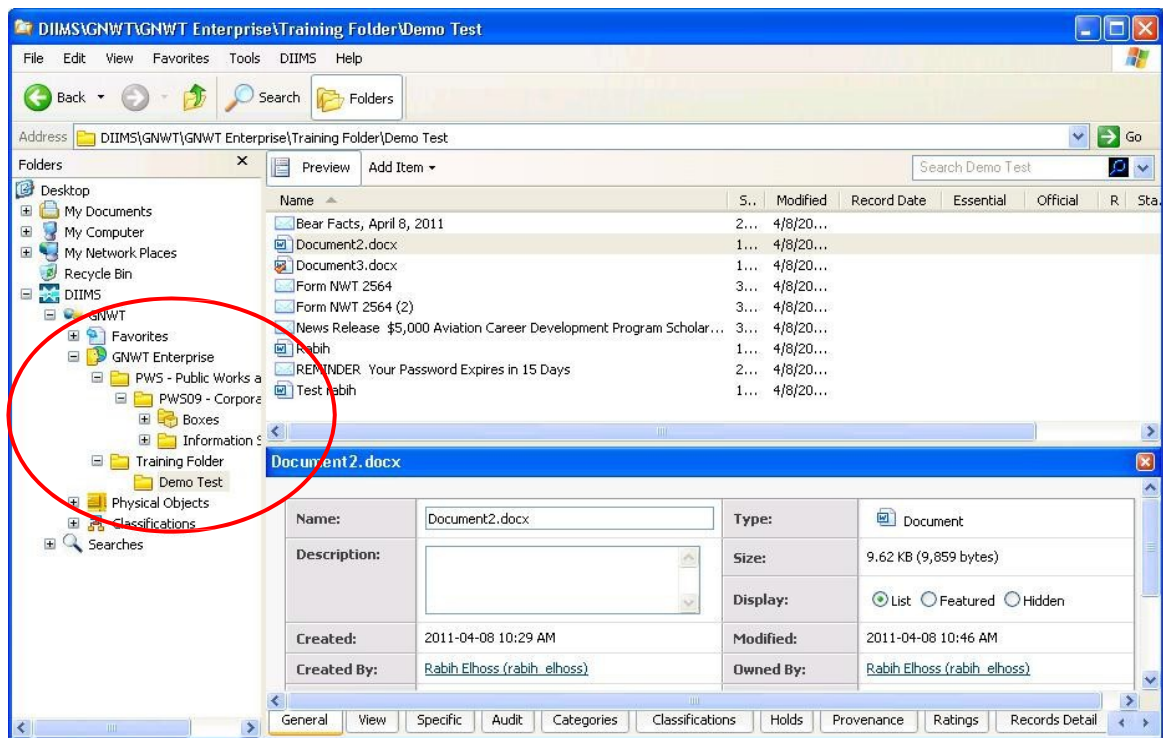 DIIMS\GNWT\GNWT Enterprise\Training Folder\Demo Test
File Edit View Favorites Tools DIIMS Help
Back Search Folders
Address DIIMS\GNWT\GNWT Enterprise\Training Folder\Demo Test Go
Folders
Desktop
My Documents
My Computer
My Network Places
Recycle Bin
DIIMS
GNWT
Favorites
GNWT Enterprise
PWS - Public Works a
PWS09 - Corpora
Boxes
Information S
Training Folder
Demo Test
Physical Objects
Classifications
Searches
Preview Add Item Search Demo Test
Name S.. Modified Record Date Essential Official R Sta.
Bear Facts, April 8, 2011 2... 4/8/20...
Document2.docx 1... 4/8/20...
Document3.docx 1... 4/8/20...
Form NWT 2564 3... 4/8/20...
Form NWT 2564 (2) 3... 4/8/20...
News Release $5,000 Aviation Career Development Program Scholar... 3... 4/8/20...
Rabih 1... 4/8/20...
REMINDER Your Password Expires in 15 Days 2... 4/8/20...
Test rabih 1... 4/8/20...
Document2.docx
Name: Document2.docx Type: Document
Description: Size: 9.62 KB (9,859 bytes)
Display: List Featured Hidden
Created: 2011-04-08 10:29 AM Modified: 2011-04-08 10:46 AM
Created By: Rabih Elhoss (rabih_elhoss) Owned By: Rabih Elhoss (rabih_elhoss)
General View Specific Audit Categories Classifications Holds Provenance Ratings Records Detail